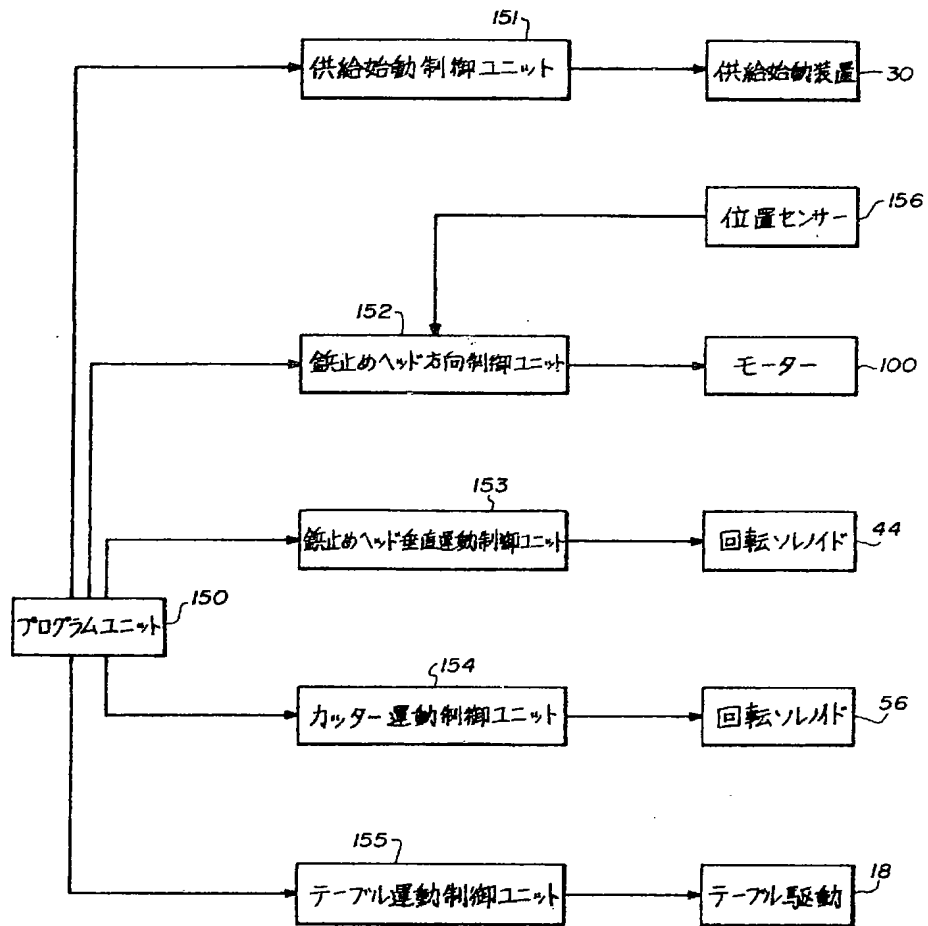 151
供給始動制御ユニット
供給始動装置
30
位置センサー
156
152
鋲止めヘッド方向制御ユニット
モーター
100
153
鋲止めヘッド垂直運動制御ユニット
回転ソレノイド
44
プログラムユニット
150
154
カッター運動制御ユニット
回転ソレノイド
56
155
テーブル運動制御ユニット
テーブル駆動
18